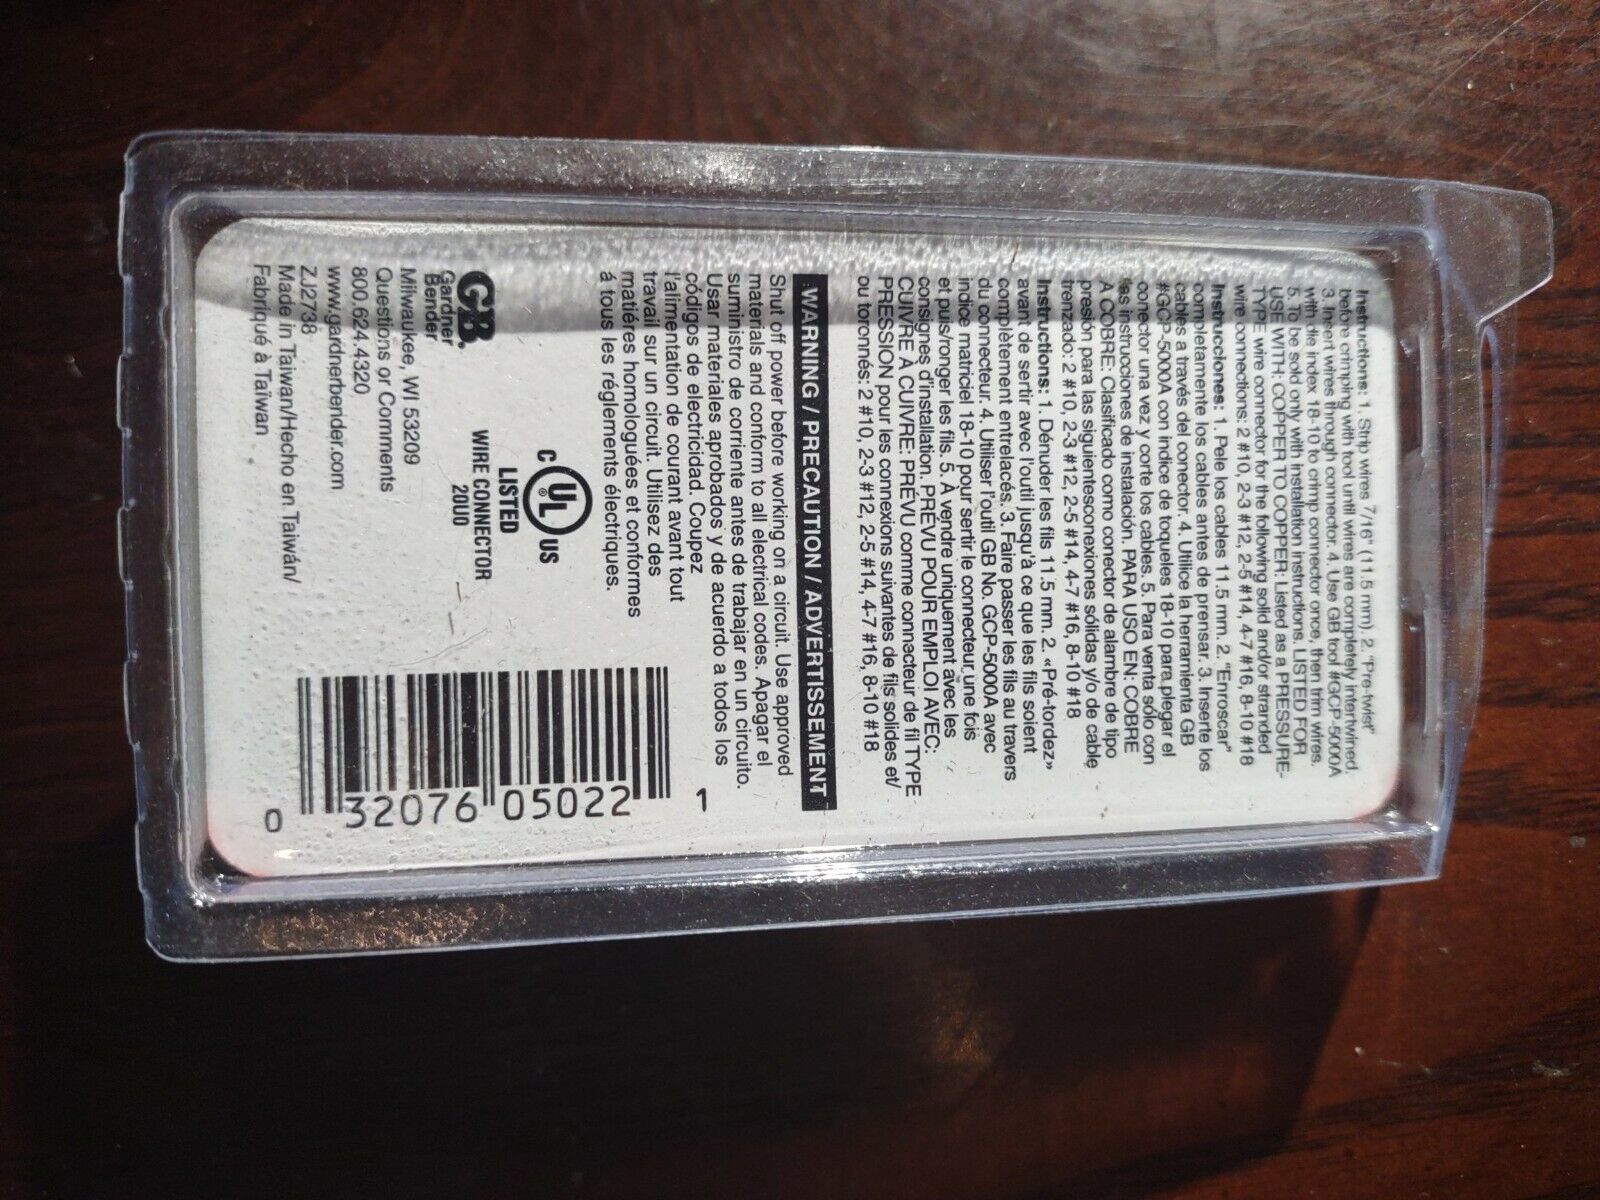 Instructions: 1. Strip wires 7/16" (11.5 mm). 2. "Pre-twist"
before crimping with tool until wires are completely intertwined.
3. Insert wires through connector. 4. Use GB tool #GCP-5000A
with die index 18-10 to crimp connector once, then trim wires.
5. To be sold only with installation instructions. LISTED FOR
USE WITH: COPPER TO COPPER: Listed as a PRESSURE-
TYPE wire connector for the following solid and/or stranded
wire connections: 2 #10, 2-3 #12, 2-5 #14, 4-7 #16, 8-10 #18
Instrucciones: 1. Pele los cables 11.5 mm. 2. "Enroscar"
completamente los cables antes de prensar. 3. Inserte los
cables a través del conector 4. Utilice la herramienta GB
#GCP-5000A con indice de toqueles 18-10 para plegar el
conector una vez y corte los cables. 5. Para venta sólo con
las instrucciones de instalación. PARA USO EN: COBRE
A COBRE: Clasificado como conector de alambre de tipo
presión para las siguientesconexiones sólidas y/o de cable
trenzado: 2 #10, 2-3 #12, 2-5 #14, 4-7 #16, 8-10 #18
Instructions: 1. Dénuder les fils 11.5 mm. 2. «Pré-tordez»
avant de sertir avec l'outil jusqu'à ce que les fils soient
complètement entrelacés. 3. Faire passer les fils au travers
du connecteur. 4. Utiliser l'outil GB No. GCP-5000A avec
indice matriciel 18-10 pour sertir le connecteur une fois
et puis/ronger les fils. 5. À vendre uniquement avec les
consignes d'installation. PRÉVU POUR EMPLOI AVEC:
CUIVRE À CUIVRE: PRÉVU comme connecteur de fil TYPE
PRESSION pour les connexions suivantes de fils solides et/
ou toronnés: 2 #10, 2-3 #12, 2-5 #14, 4-7 #16, 8-10 #18
WARNING / PRECAUTION / ADVERTISSEMENT
Shut off power before working on a circuit. Use approved
materials and conform to all electrical codes. Apagar el
suministro de corriente antes de trabajar en un circuito.
Usar materiales aprobados y de acuerdo a todos los
códigos de electricidad. Coupez
l'alimentation de courant avant tout
travail sur un circuit. Utilisez des
matiéres homologuées et conformes
á tous les réglements électriques.
GB.
Gardner
Bender
Milwaukee, WI 53209
Questions or Comments
800.624.4320
www.gardnerbender.com
ZJ2738
Made in Taiwan/Hecho en Taiwán/
Fabriqué à Taïwan
C UL ® US
LISTED
WIRE CONNECTOR
20U0
0 32076 05022 1